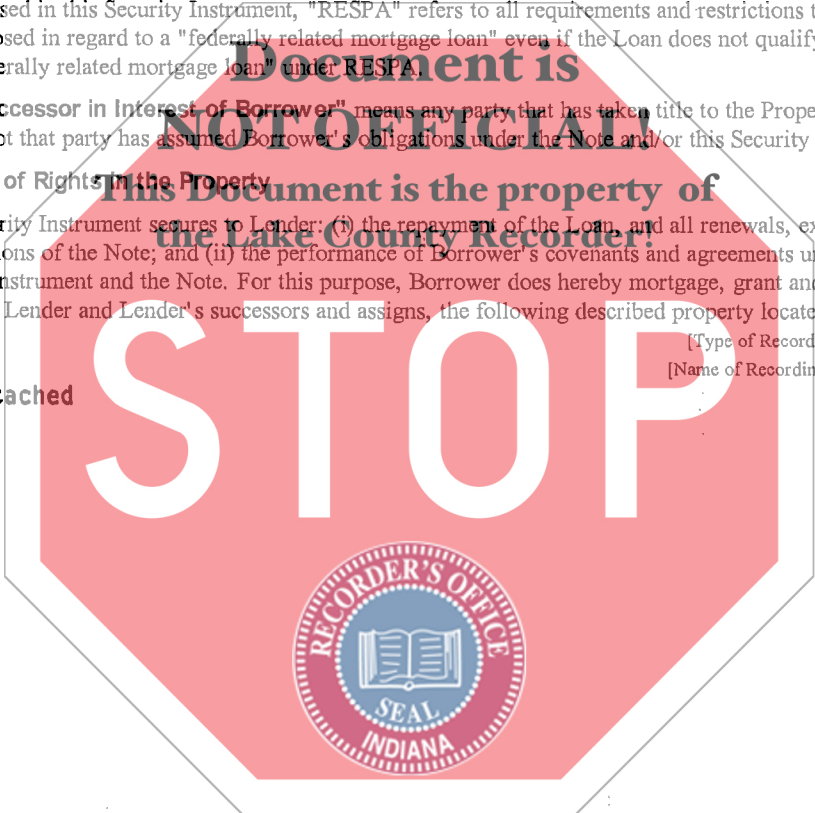 sed in this Security Instrument, "RESPA" refers to all requirements and restrictions t
sed in regard to a "federally related mortgage loan" even if the Loan does not qualify
erally related mortgage loan" under RESPA.
Document is
ccessor in Interest of Borrower" means any party that has taken title to the Prope
NOT OFFICIAL!
t that party has assumed Borrower's obligations under the Note and/or this Security
of Rights in the Property
This Document is the property of
rity Instrument secures to Lender: (i) the repayment of the Loan, and all renewals, ex
the Lake County Recorder!
ons of the Note; and (ii) the performance of Borrower's covenants and agreements u
nstrument and the Note. For this purpose, Borrower does hereby mortgage, grant and
Lender and Lender's successors and assigns, the following described property locate
[Type of Record
[Name of Recordin
ached
STOP
RECORDER'S OFFICE
SEAL
INDIANA